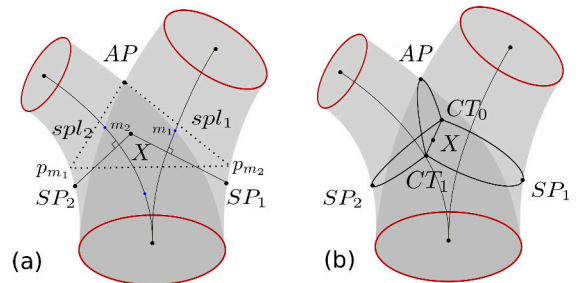 AP
spl₂
m₂
m₁
spl₁
X
pₘ₁
pₘ₂
SP₂
SP₁
(a)
AP
CT₀
X
CT₁
SP₂
SP₁
(b)